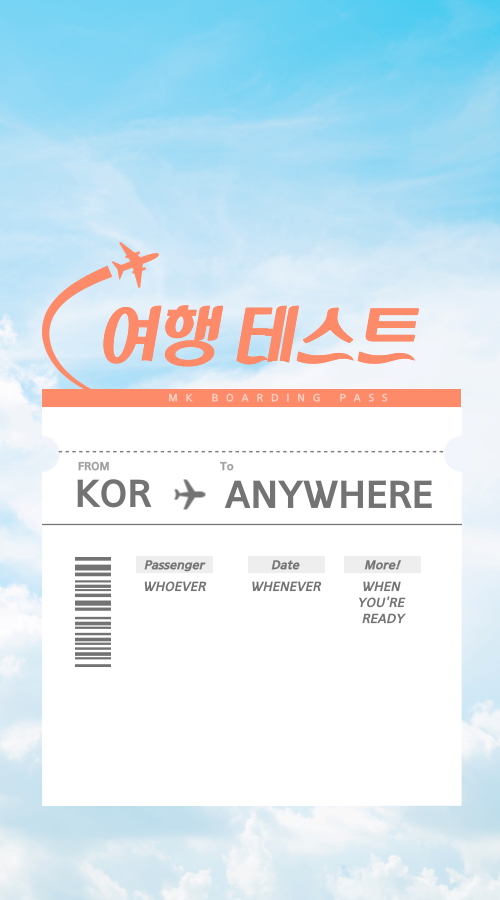 여행 테스트
MK BOARDING PASS
FROM
To
KOR
ANYWHERE
Passenger
Date
More!
WHOEVER
WHENEVER
WHEN
YOU'RE
READY